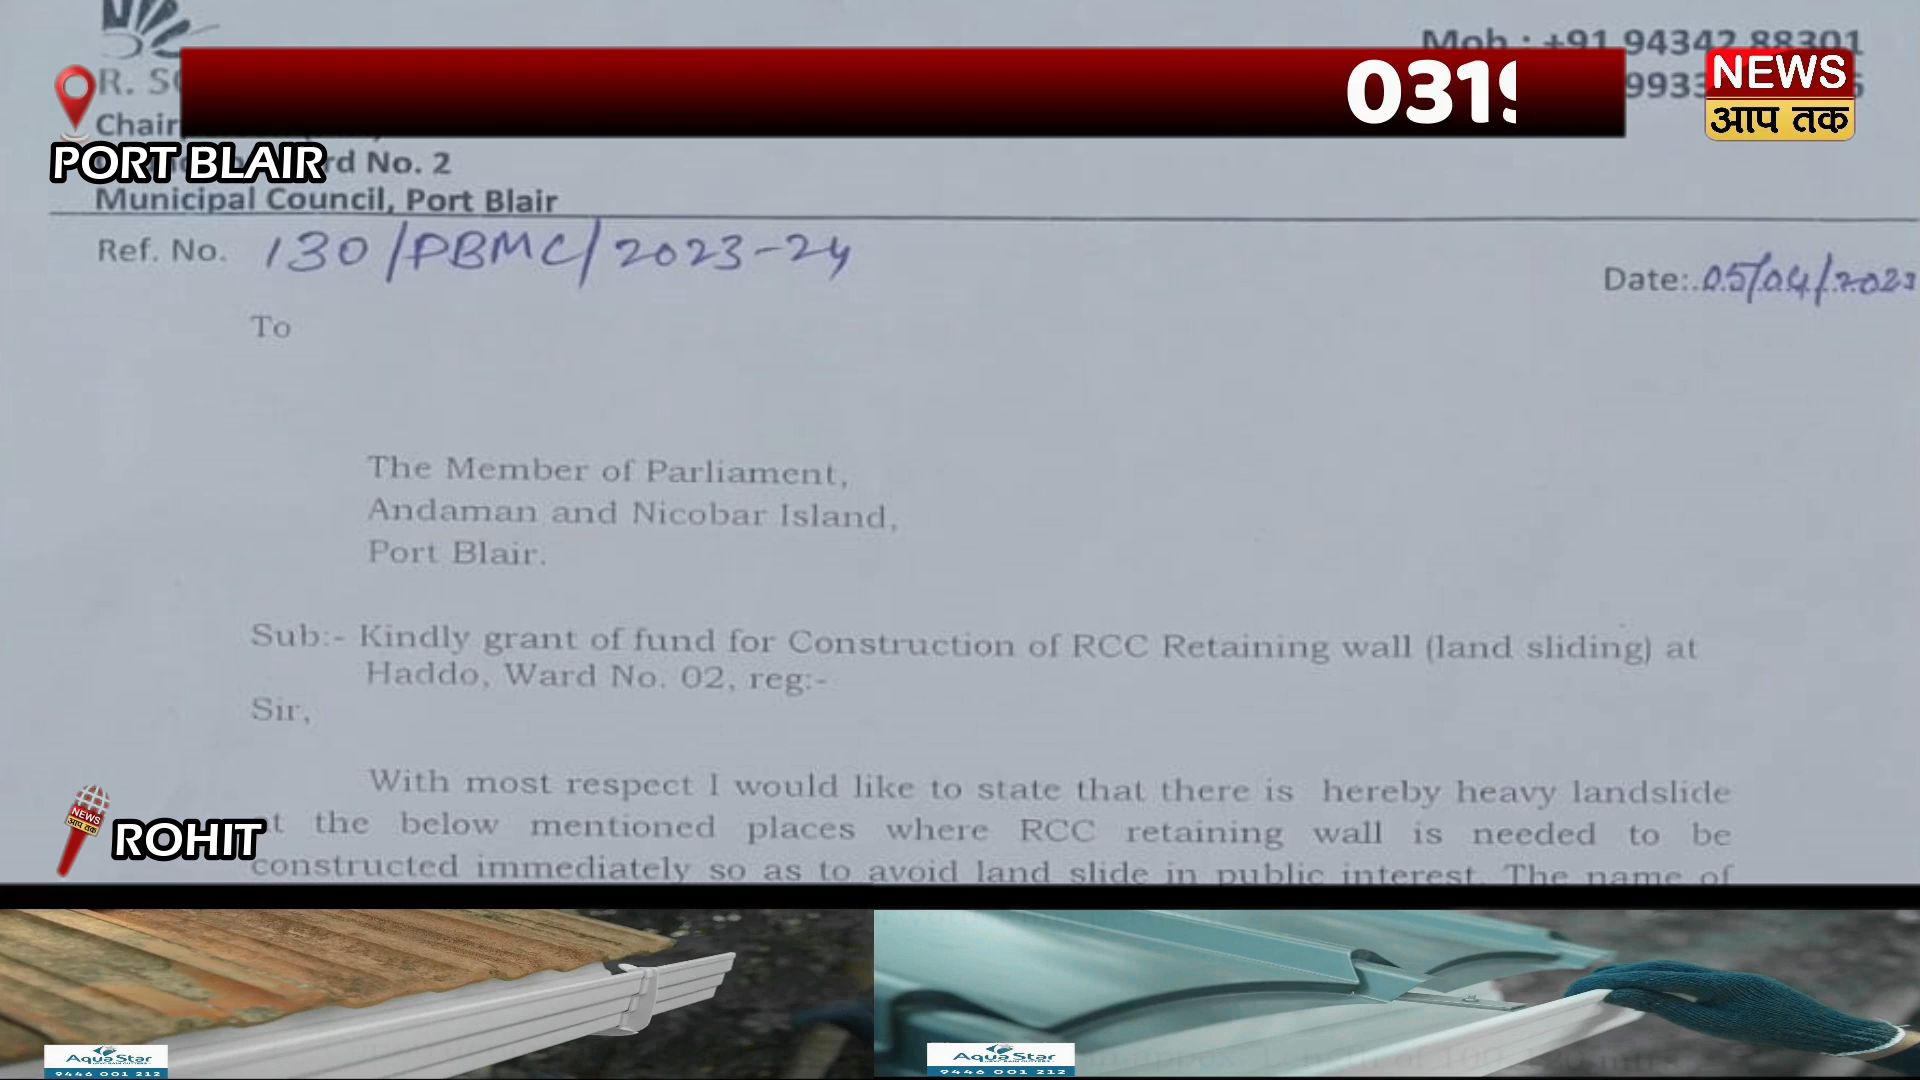 Mob : +91 94342 88301
0319
NEWS
आप तक
R.
PORT BLAIR
No. 2
Municipal Council, Port Blair
Ref. No. 130/PBMC/2023-24
Date:.05/04/2023
To
The Member of Parliament,
Andaman and Nicobar Island,
Port Blair.
Sub:- Kindly grant of fund for Construction of RCC Retaining wall (land sliding) at
Haddo, Ward No. 02, reg:-
Sir,
With most respect I would like to state that there is hereby heavy landslide
the below mentioned places where RCC retaining wall is needed to be
constructed immediately so as to avoid land slide in public interest. The name of
NEWS
आप तक
ROHIT
Aqua Star
9446 001 212
Aqua Star
9446 001 212